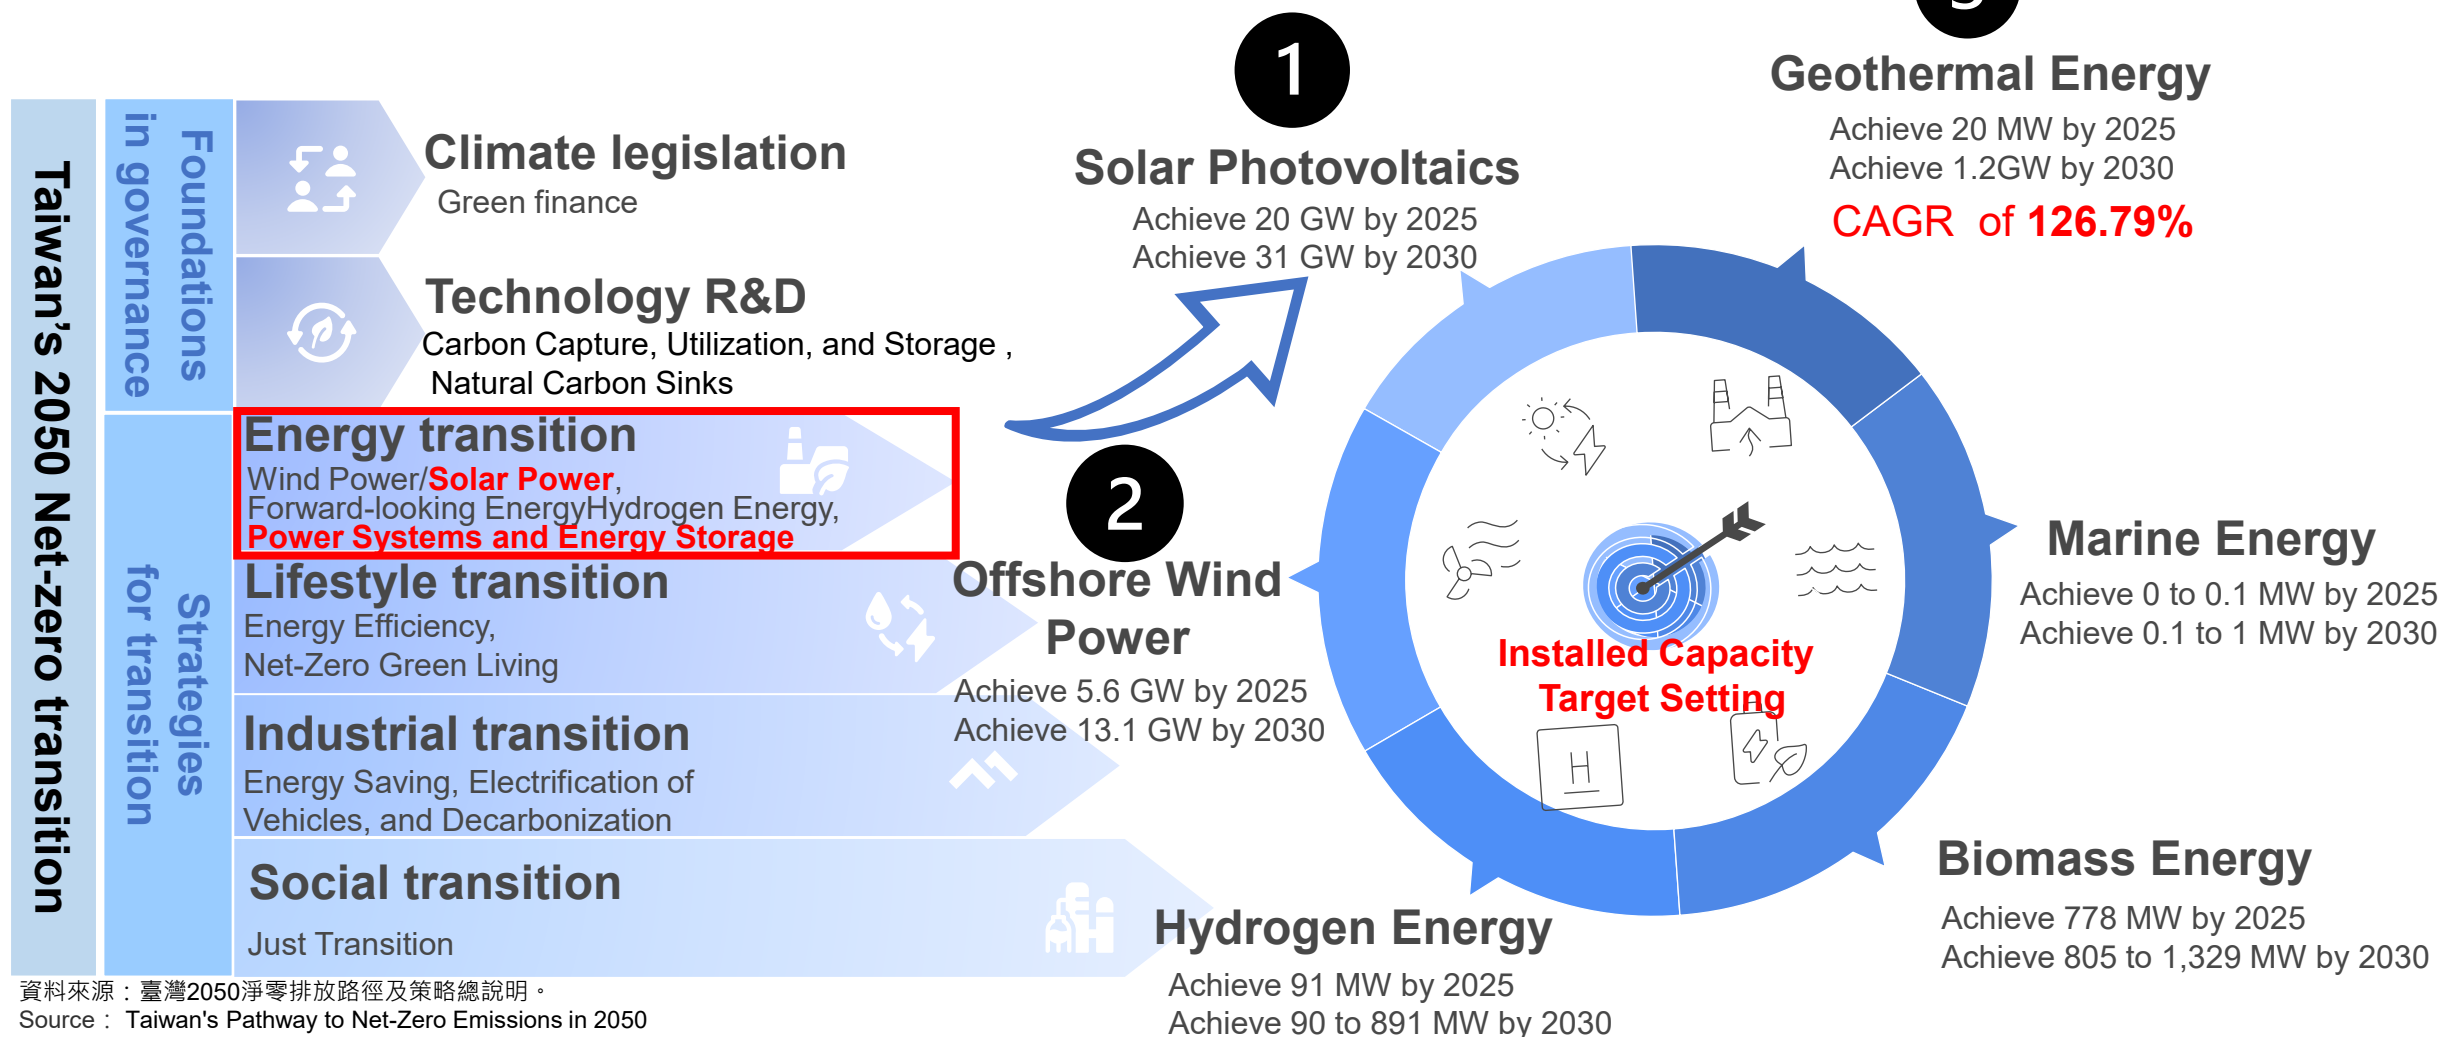 Taiwan’s 2050 Net-zero transition
Foundations
in governance
Climate legislation
Green finance
Technology R&D
Carbon Capture, Utilization, and Storage ,
Natural Carbon Sinks
Strategies
for transition
Energy transition
Wind Power/Solar Power,
Forward-looking EnergyHydrogen Energy,
Power Systems and Energy Storage
Lifestyle transition
Energy Efficiency,
Net-Zero Green Living
Industrial transition
Energy Saving, Electrification of
Vehicles, and Decarbonization
Social transition
Just Transition
資料來源：臺灣2050淨零排放路徑及策略總說明。
Source： Taiwan's Pathway to Net-Zero Emissions in 2050
1
Solar Photovoltaics
Achieve 20 GW by 2025
Achieve 31 GW by 2030
2
Offshore Wind
Power
Achieve 5.6 GW by 2025
Achieve 13.1 GW by 2030
3
Geothermal Energy
Achieve 20 MW by 2025
Achieve 1.2GW by 2030
CAGR of 126.79%
Marine Energy
Achieve 0 to 0.1 MW by 2025
Achieve 0.1 to 1 MW by 2030
Biomass Energy
Achieve 778 MW by 2025
Achieve 805 to 1,329 MW by 2030
Hydrogen Energy
Achieve 91 MW by 2025
Achieve 90 to 891 MW by 2030
Installed Capacity
Target Setting
H